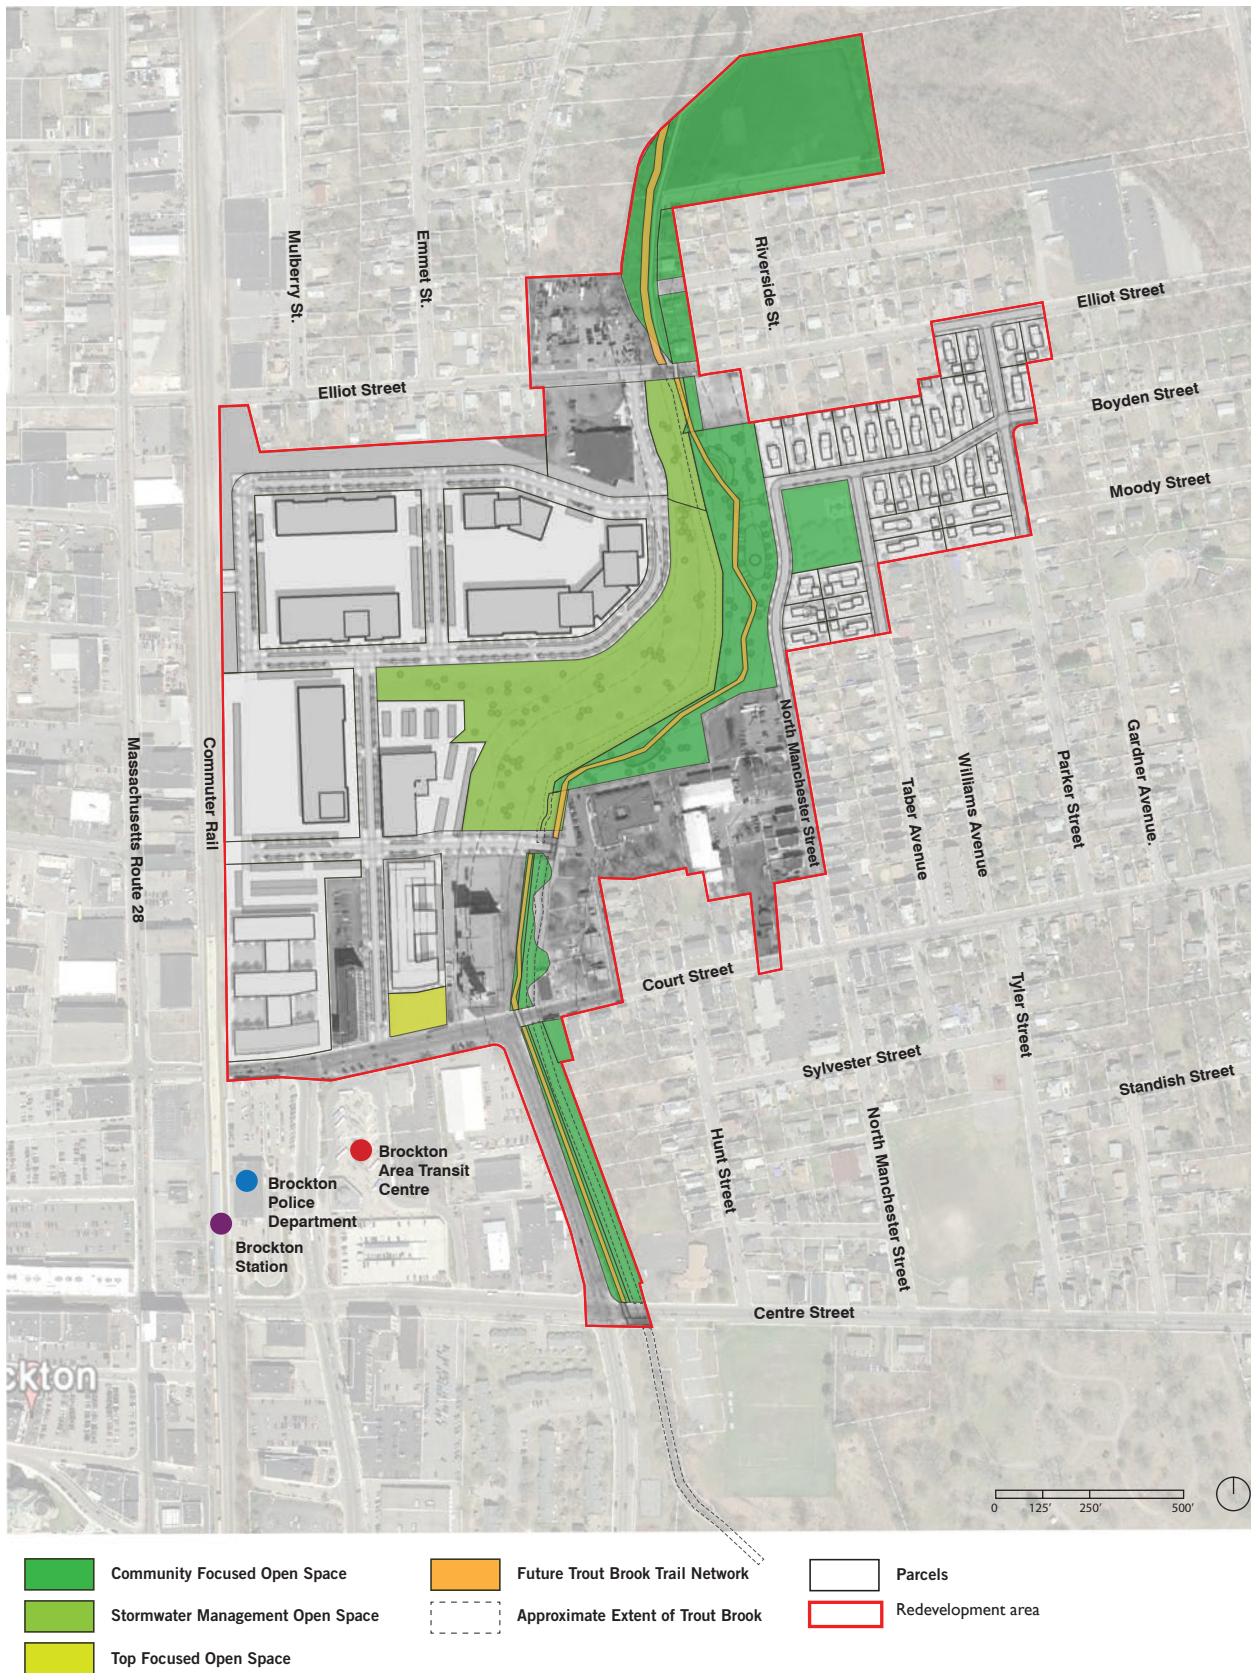 Mulberry St.
Emmet St.
Riverside St.
Elliot Street
Elliot Street
Boyden Street
Moody Street
Massachusetts Route 28
Commuter Rail
North Manchester Street
Taber Avenue
Williams Avenue
Parker Street
Gardner Avenue.
Court Street
Tyler Street
Sylvester Street
Standish Street
Hunt Street
North Manchester Street
Brockton
Area Transit
Centre
Brockton
Police
Department
Brockton
Station
Centre Street
ckton
0 125' 250' 500'
Community Focused Open Space
Stormwater Management Open Space
Top Focused Open Space
Future Trout Brook Trail Network
Approximate Extent of Trout Brook
Parcels
Redevelopment area